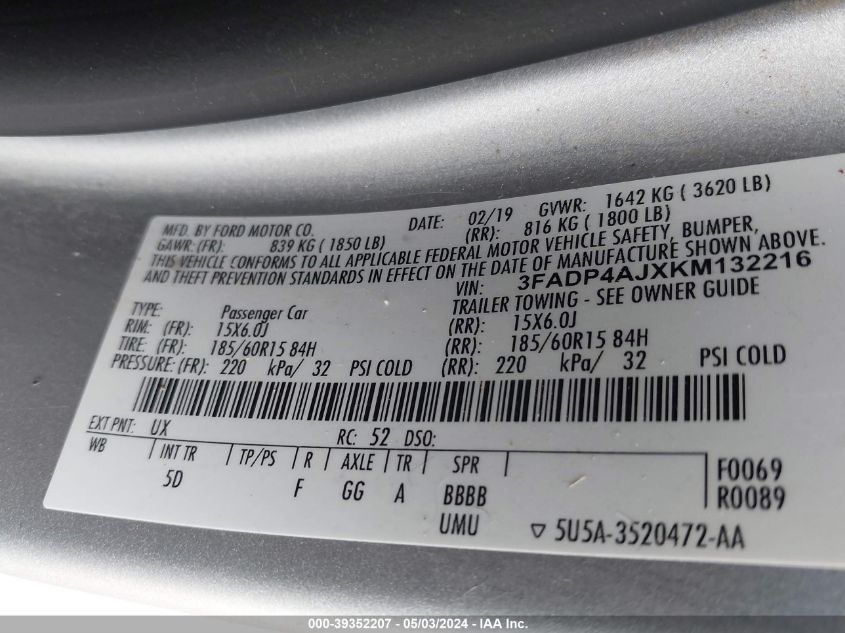 MFD. BY FORD MOTOR CO. DATE: 02/19 GVWR: 1642 KG ( 3620 LB)
GAWR: (FR): 839 KG ( 1850 LB) (RR): 816 KG ( 1800 LB)
THIS VEHICLE CONFORMS TO ALL APPLICABLE FEDERAL MOTOR VEHICLE SAFETY, BUMPER,
AND THEFT PREVENTION STANDARDS IN EFFECT ON THE DATE OF MANUFACTURE SHOWN ABOVE.
VIN: 3FADP4AJXKM132216
TRAILER TOWING - SEE OWNER GUIDE
TYPE: Passenger Car
RIM: (FR): 15X6.0J (RR): 15X6.0J
TIRE: (FR): 185/60R15 84H (RR): 185/60R15 84H
PRESSURE: (FR): 220 kPa/ 32 PSI COLD (RR): 220 kPa/ 32 PSI COLD
EXT PNT: UX RC: 52 DSO:
WB INT TR TP/PS R AXLE TR SPR F0069
5D F GG A BBBB R0089
UMU ▽ 5U5A-3520472-AA
000-39352207 - 05/03/2024 - IAA Inc.